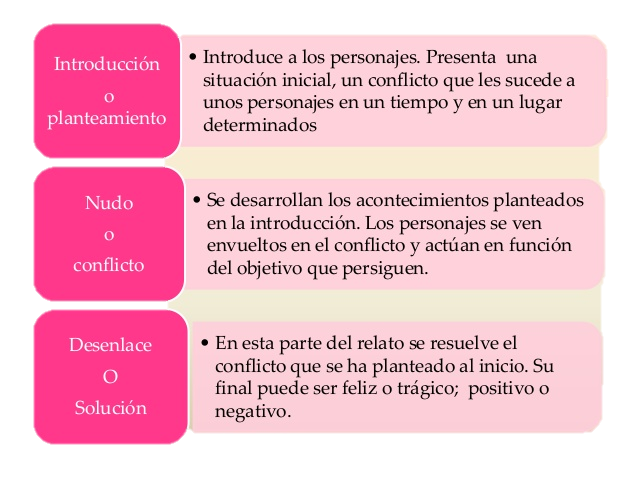 Introducción
o
planteamiento
• Introduce a los personajes. Presenta una
situación inicial, un conflicto que les sucede a
unos personajes en un tiempo y en un lugar
determinados
Nudo
o
conflicto
• Se desarrollan los acontecimientos planteados
en la introducción. Los personajes se ven
envueltos en el conflicto y actúan en función
del objetivo que persiguen.
Desenlace
O
Solución
• En esta parte del relato se resuelve el
conflicto que se ha planteado al inicio. Su
final puede ser feliz o trágico; positivo o
negativo.